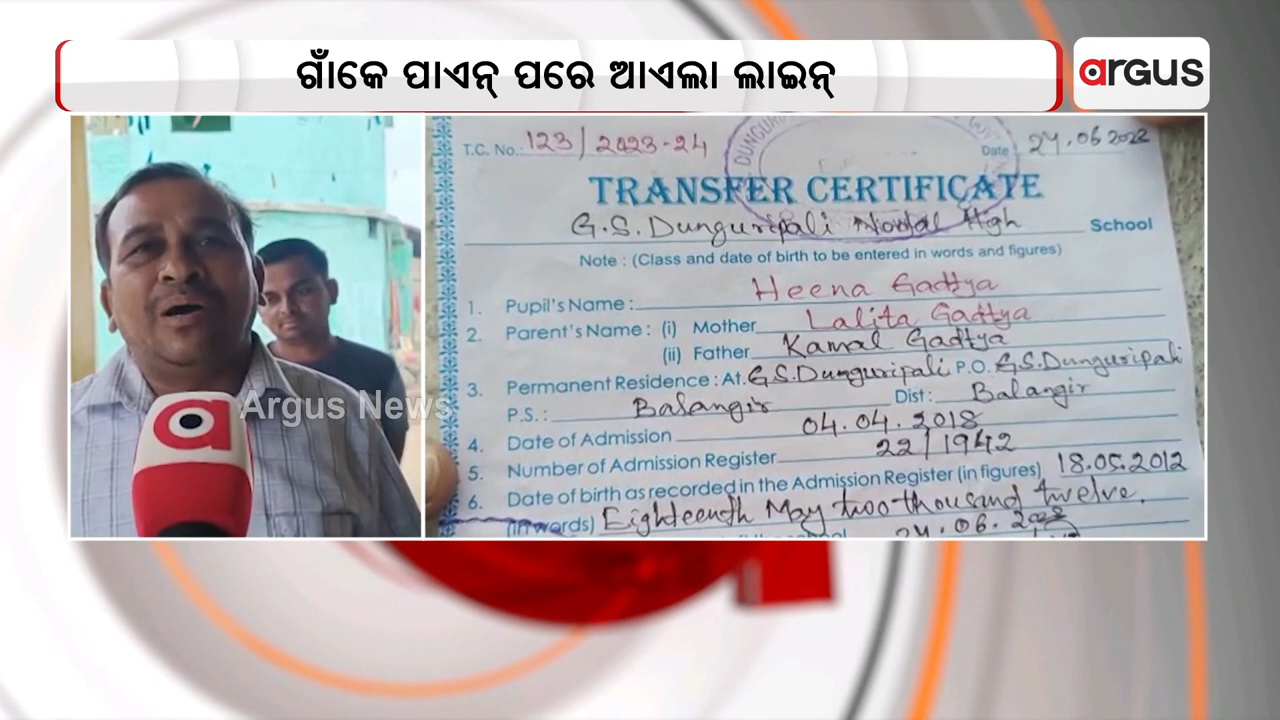 ଗାଁକେ ପାଏନ୍ ପରେ ଆଏଲା ଲାଇନ୍
aRGUS
T.C. No.: 123/2023-24 Date
TRANSFER CERTIFICATE
G.S. Dunguripali Nodal High School
Note : (Class and date of birth to be entered in words and figures)
1. Pupil's Name : Heena Gadtya
2. Parent's Name : (i) Mother Lalita Gadtya
(ii) Father Kamal Gadtya
3. Permanent Residence : At. G.S.Dunguripali P.O. G.S.Dunguripali
P.S. : Balangir Dist : Balangir
4. Date of Admission 04.04.2018
5. Number of Admission Register 22/1942
6. Date of birth as recorded in the Admission Register (in figures) 18.05.2012
(in words) Eighteenth May two thousand twelve.
24.06.
Argus News
a